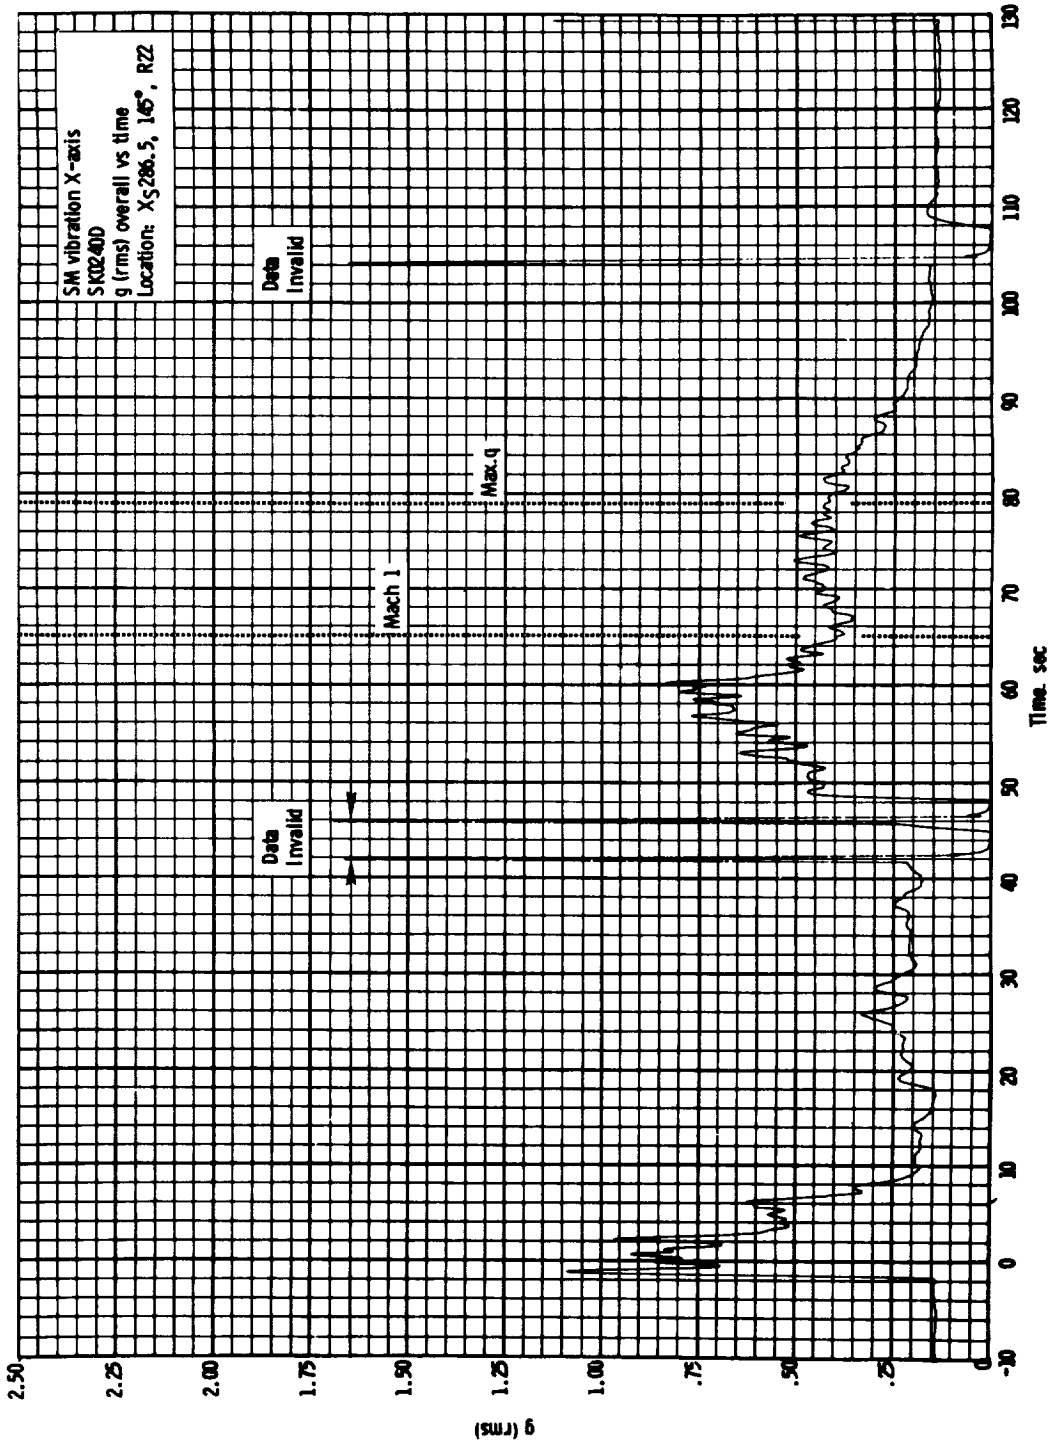 SM vibration X-axis
SK0240D
g (rms) overall vs time
Location: XS286.5, 145°, R22
Data
Invalid
Mach 1
Max. q
Data
Invalid
2.50
2.25
2.00
1.75
1.50
1.25
1.00
.75
.50
.25
0
g (rms)
-10 0 10 20 30 40 50 60 70 80 90 100 110 120 130
Time, sec